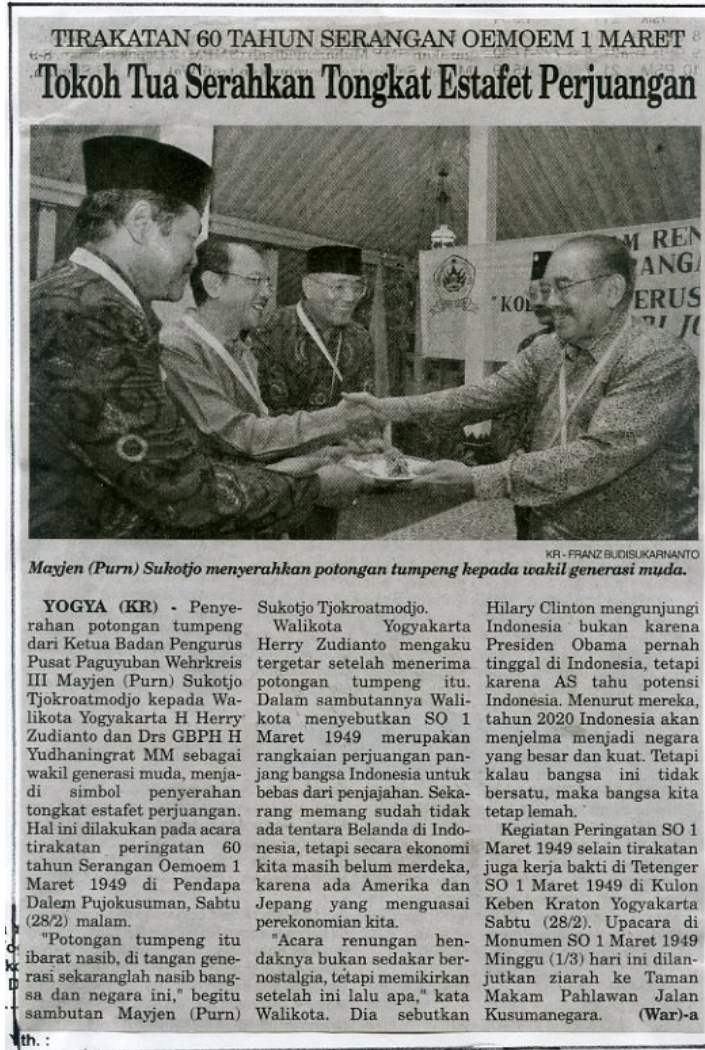 TIRAKATAN 60 TAHUN SERANGAN OEMOEM 1 MARET
Tokoh Tua Serahkan Tongkat Estafet Perjuangan
M REN
RANGA
"KO
ERUS
RI JO
KR - FRANZ BUDISUKARNANTO
Mayjen (Purn) Sukotjo menyerahkan potongan tumpeng kepada wakil generasi muda.
YOGYA (KR) - Penye-
rahan potongan tumpeng
dari Ketua Badan Pengurus
Pusat Paguyuban Wehrkreis
III Mayjen (Purn) Sukotjo
Tjokroatmodjo kepada Wa-
likota Yogyakarta H Herry
Zudianto dan Drs GBPH H
Yudhaningrat MM sebagai
wakil generasi muda, menja-
di simbol penyerahan
tongkat estafet perjuangan.
Hal ini dilakukan pada acara
tirakatan peringatan 60
tahun Serangan Oemoem 1
Maret 1949 di Pendapa
Dalem Pujokusuman, Sabtu
(28/2) malam.
"Potongan tumpeng itu
ibarat nasib, di tangan gene-
rasi sekaranglah nasib bang-
sa dan negara ini," begitu
sambutan Mayjen (Purn)
Sukotjo Tjokroatmodjo.
Walikota Yogyakarta
Herry Zudianto mengaku
tergetar setelah menerima
potongan tumpeng itu.
Dalam sambutannya Wali-
kota menyebutkan SO 1
Maret 1949 merupakan
rangkaian perjuangan pan-
jang bangsa Indonesia untuk
bebas dari penjajahan. Seka-
rang memang sudah tidak
ada tentara Belanda di Indo-
nesia, tetapi secara ekonomi
kita masih belum merdeka,
karena ada Amerika dan
Jepang yang menguasai
perekonomian kita.
"Acara renungan hen-
daknya bukan sedakar ber-
nostalgia, tetapi memikirkan
setelah ini lalu apa," kata
Walikota. Dia sebutkan
Hilary Clinton mengunjungi
Indonesia bukan karena
Presiden Obama pernah
tinggal di Indonesia, tetapi
karena AS tahu potensi
Indonesia. Menurut mereka,
tahun 2020 Indonesia akan
menjelma menjadi negara
yang besar dan kuat. Tetapi
kalau bangsa ini tidak
bersatu, maka bangsa kita
tetap lemah.
Kegiatan Peringatan SO 1
Maret 1949 selain tirakatan
juga kerja bakti di Tetenger
SO 1 Maret 1949 di Kulon
Keben Kraton Yogyakarta
Sabtu (28/2). Upacara di
Monumen SO 1 Maret 1949
Minggu (1/3) hari ini dilan-
jutkan ziarah ke Taman
Makam Pahlawan Jalan
Kusumanegara. (War)-a
Yth. :